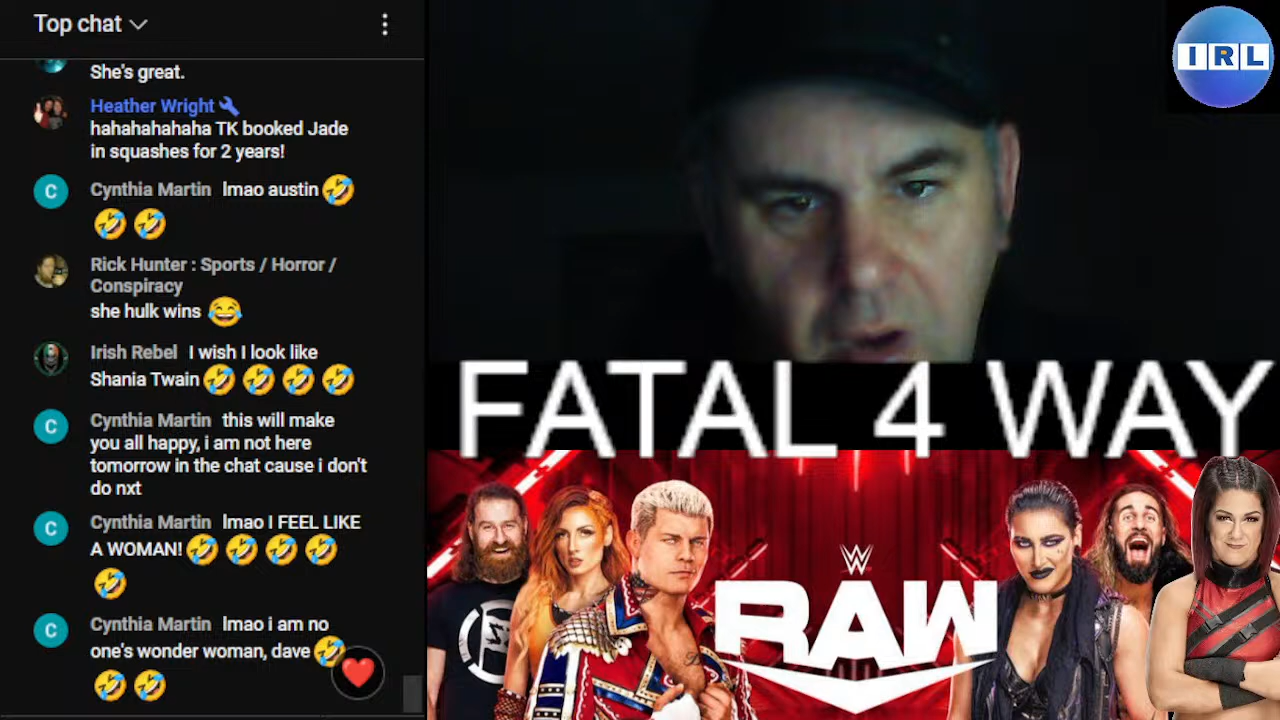 Top chat
She's great.
Heather Wright
hahahahahaha TK booked Jade
in squashes for 2 years!
C
Cynthia Martin lmao austin🤣
🤣🤣
Rick Hunter : Sports / Horror /
Conspiracy
she hulk wins 😂
Irish Rebel I wish I look like
Shania Twain🤣🤣🤣🤣
C
Cynthia Martin this will make
you all happy, i am not here
tomorrow in the chat cause i don't
do nxt
C
Cynthia Martin lmao I FEEL LIKE
A WOMAN!🤣🤣🤣🤣
🤣
C
Cynthia Martin lmao i am no
one's wonder woman, dave🤣
🤣🤣
IRL
FATAL 4 WAY
W
RAW